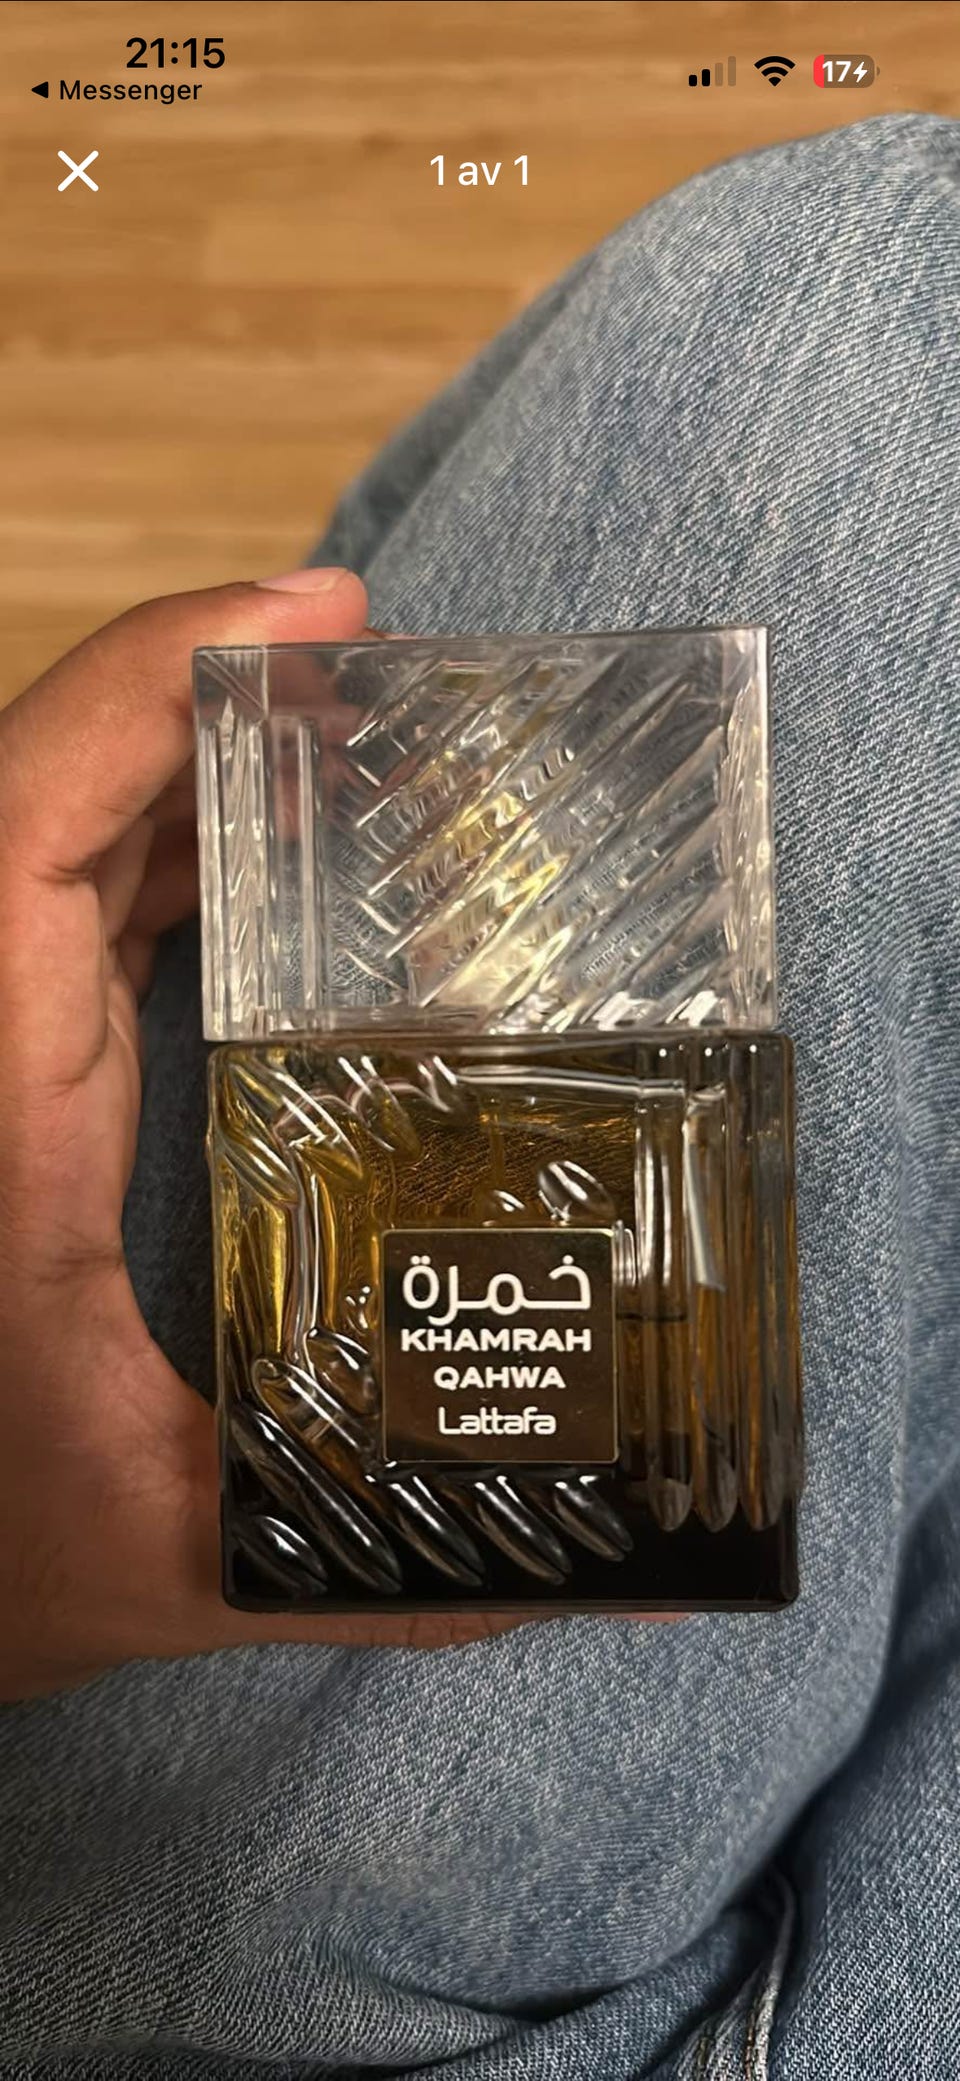 21:15
Messenger
17
1 av 1
خمرة
KHAMRAH
QAHWA
Lattafa